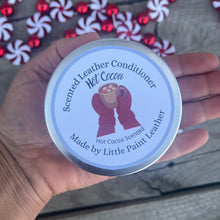 Scented Leather Conditioner
Hot Cocoa
Hot Cocoa Scented
Made by Little Paint Leather